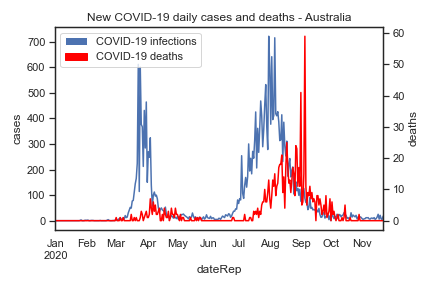 New COVID-19 daily cases and deaths - Australia
COVID-19 infections
COVID-19 deaths
700
600
500
400
300
200
100
0
cases
60
50
40
30
20
10
0
deaths
Jan Feb Mar Apr May Jun Jul Aug Sep Oct Nov
2020
dateRep